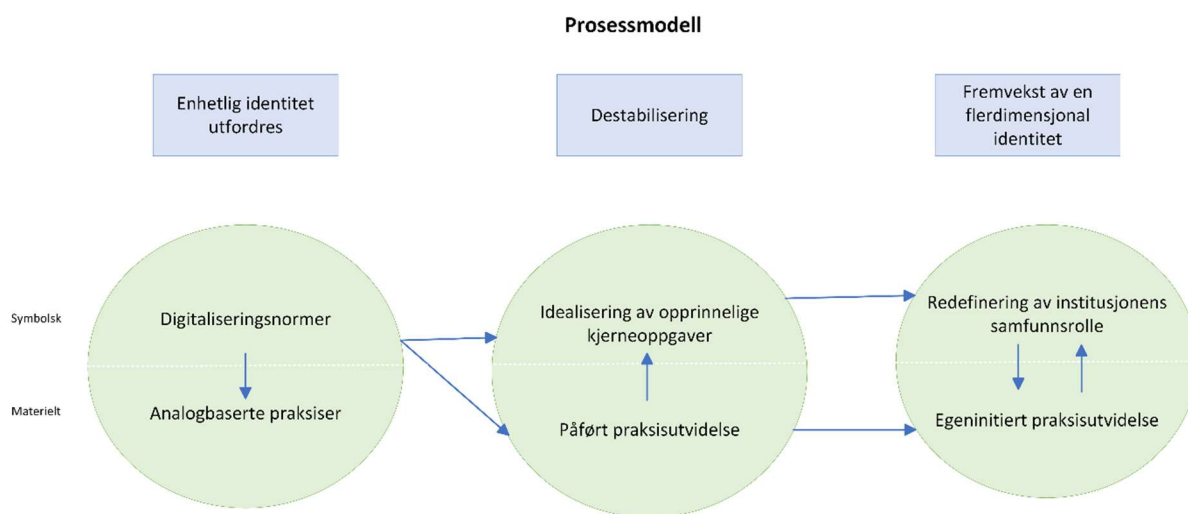 Prosessmodell
Enhetlig identitet
utfordres
Destabilisering
Fremvekst av en
flerdimensjonal
identitet
Symbolsk
Digitaliseringsnormer
Idealisering av opprinnelige
kjerneoppgaver
Redefinering av institusjonens
samfunnsrolle
Materielt
Analogbaserte praksiser
Påført praksisutvidelse
Egeninitiert praksisutvidelse